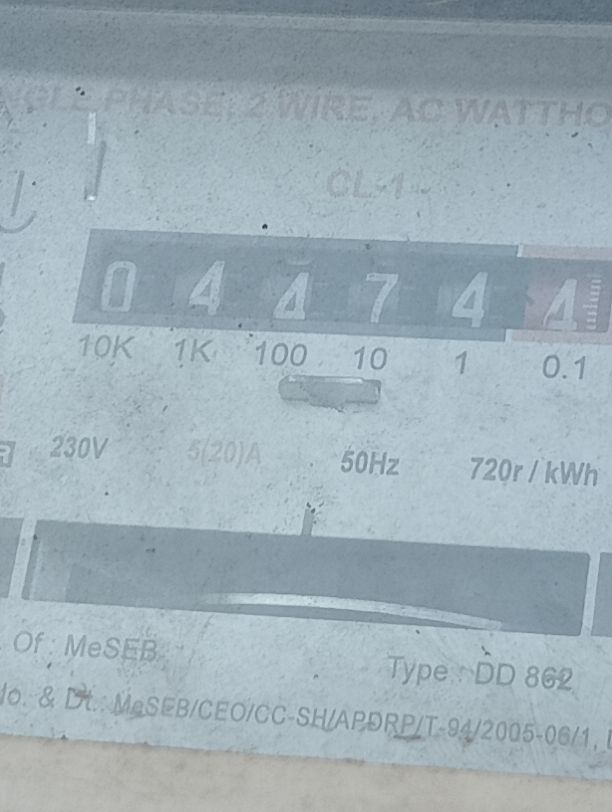 NGLE PHASE, 2 WIRE, AC WATTHO
CL-1
0 4 4 7 4 4
10K 1K 100 10 1 0.1
230V 5(20)A 50Hz 720r / kWh
Of : MeSEB
Type : DD 862
No. & Dt. : MeSEB/CEO/CC-SH/APDRP/T-94/2005-06/1,